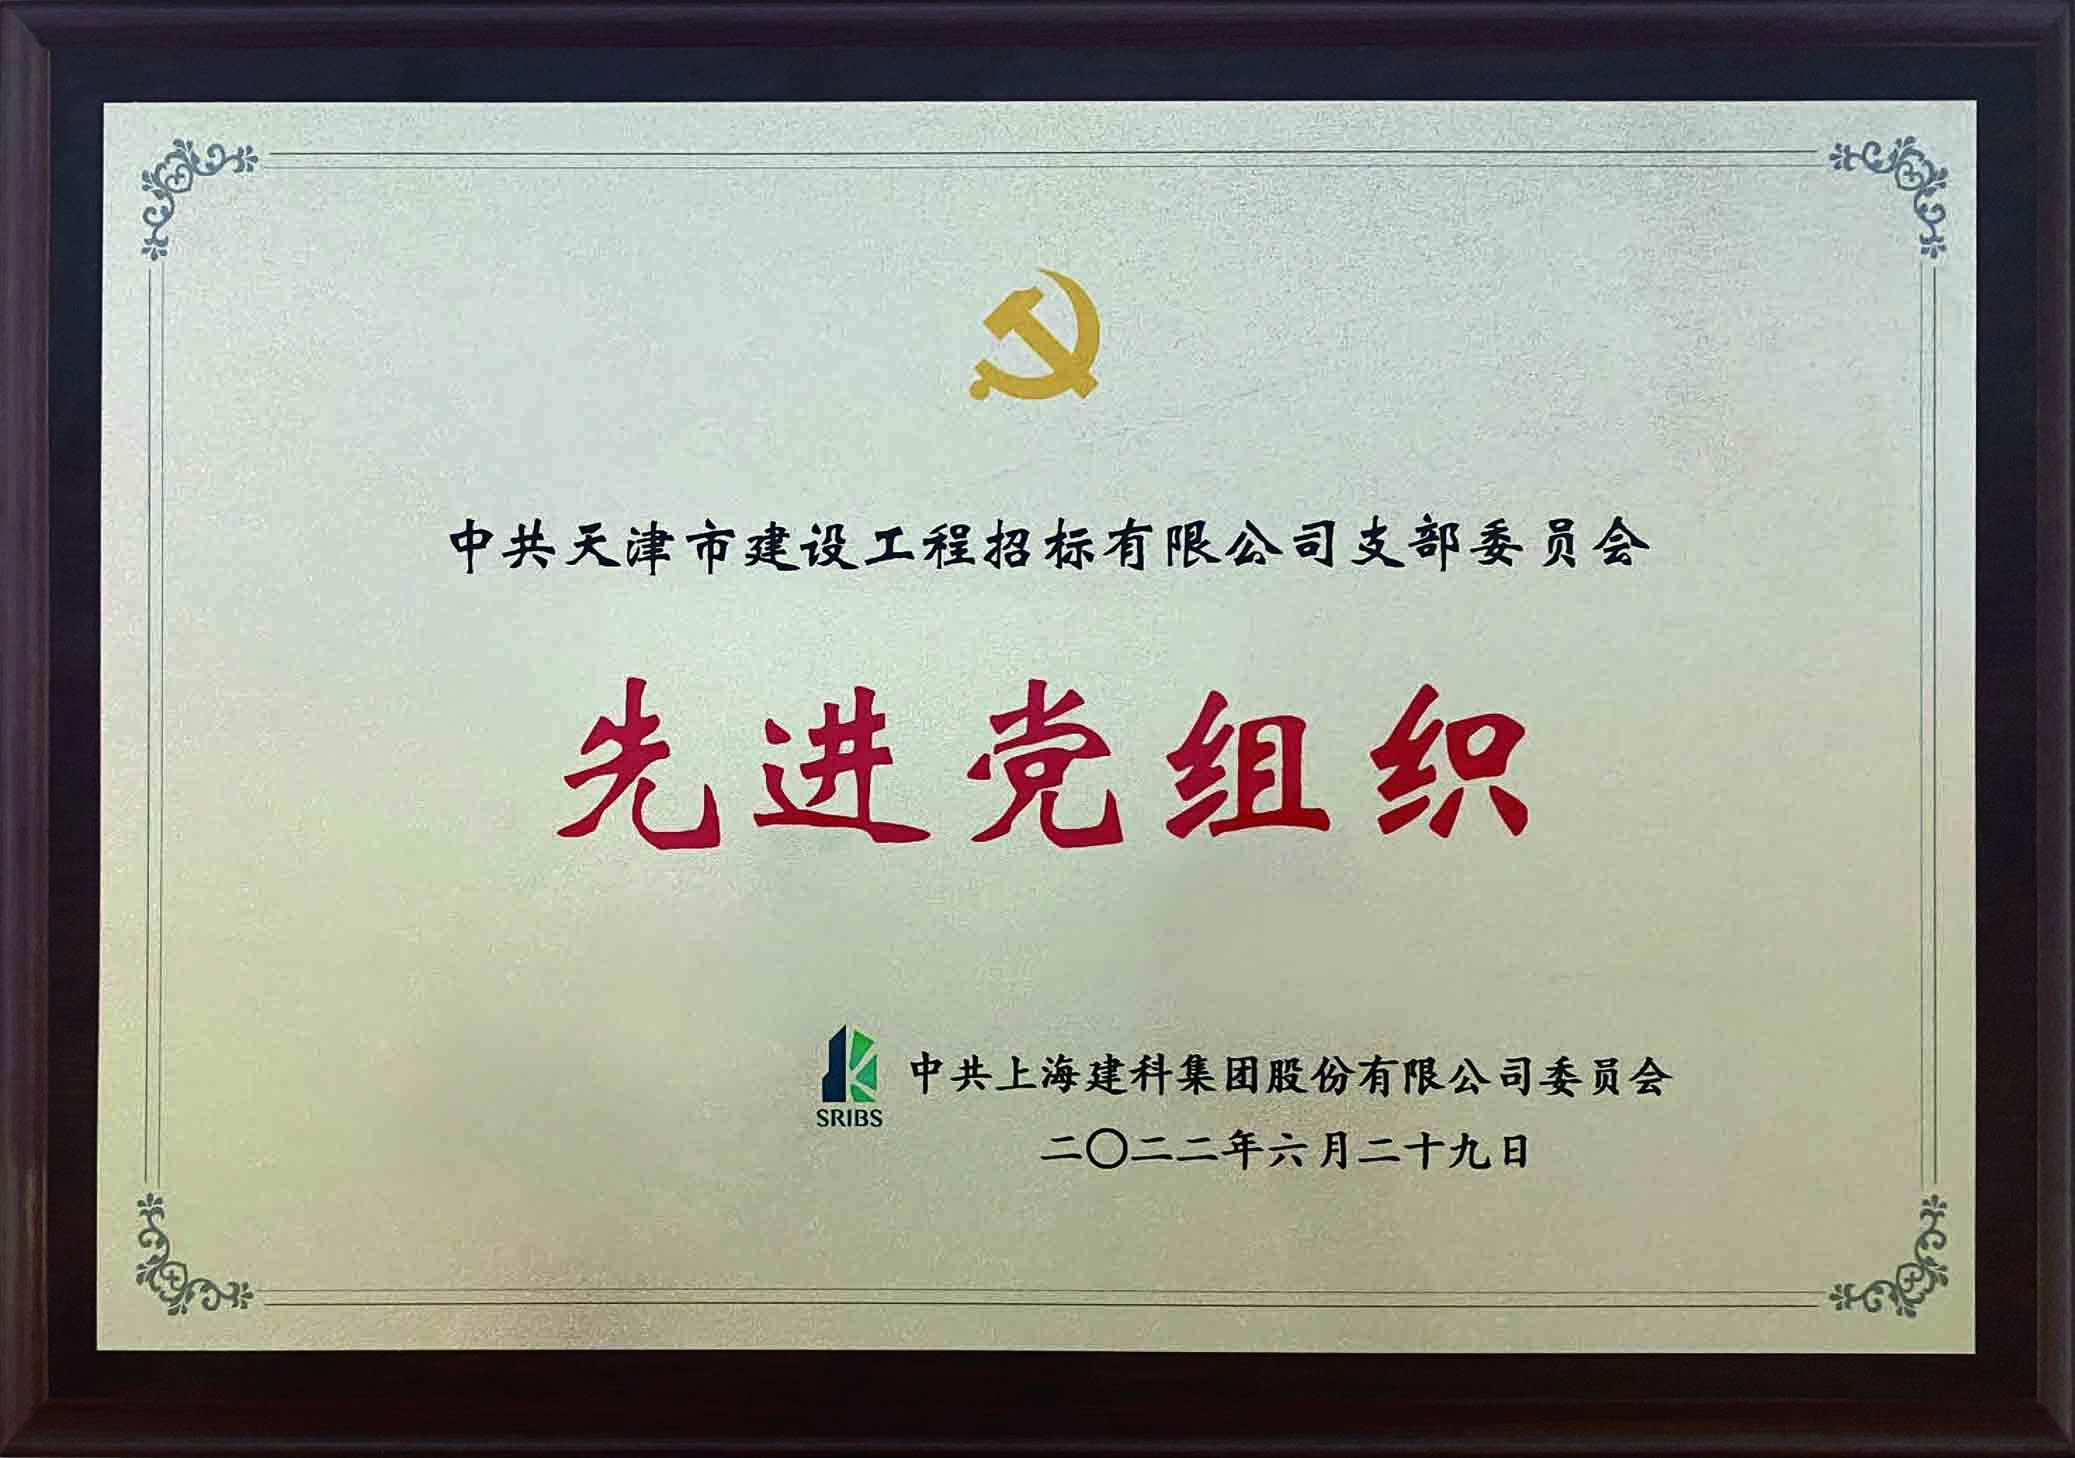 中共天津市建设工程招标有限公司支部委员会
先进党组织
中共上海建科集团股份有限公司委员会
SRIBS
二〇二二年六月二十九日